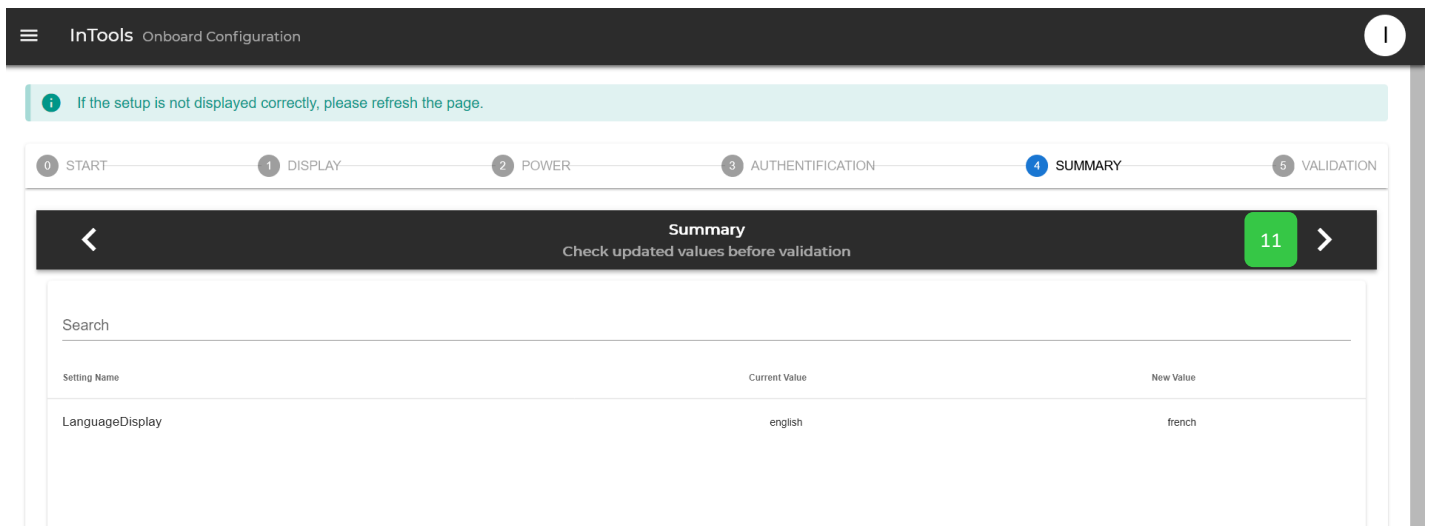 InTools Onboard Configuration
I
If the setup is not displayed correctly, please refresh the page.
0 START 1 DISPLAY 2 POWER 3 AUTHENTIFICATION 4 SUMMARY 5 VALIDATION
Summary
Check updated values before validation
11
Search
Setting Name Current Value New Value
LanguageDisplay english french